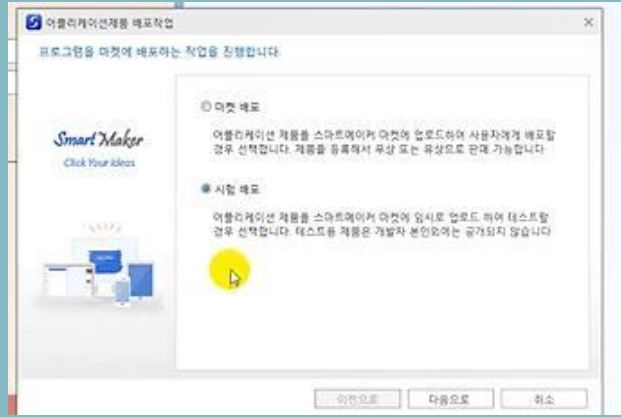 어플리케이션제품 배포작업
프로그램을 마켓에 배포하는 작업을 진행합니다
Smart Maker
Click Your Ideas
마켓 배포
어플리케이션 제품을 스마트메이커 마켓에 업로드하여 사용자에게 배포할
경우 선택합니다. 제품을 등록해서 무상 또는 유상으로 판매 가능합니다
시험 배포
어플리케이션 제품을 스마트메이커 마켓에 임시로 업로드 하여 테스트할
경우 선택합니다. 테스트용 제품은 개발자 본인외에는 공개되지 않습니다
이전으로
다음으로
취소